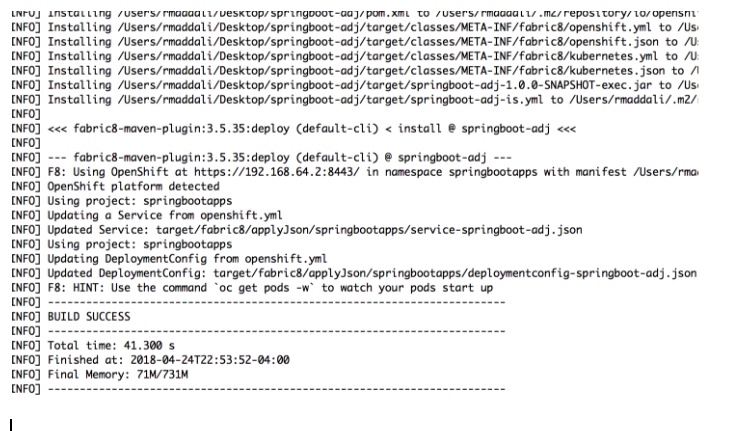 [INFO] Installing /Users/rmaddali/Desktop/springboot-adj/pom.xml to /Users/rmaddali/.m2/repository/io/openshi
[INFO] Installing /Users/rmaddali/Desktop/springboot-adj/target/classes/META-INF/fabric8/openshift.yml to /Us
[INFO] Installing /Users/rmaddali/Desktop/springboot-adj/target/classes/META-INF/fabric8/openshift.json to /U
[INFO] Installing /Users/rmaddali/Desktop/springboot-adj/target/classes/META-INF/fabric8/kubernetes.yml to /U
[INFO] Installing /Users/rmaddali/Desktop/springboot-adj/target/classes/META-INF/fabric8/kubernetes.json to /
[INFO] Installing /Users/rmaddali/Desktop/springboot-adj/target/springboot-adj-1.0.0-SNAPSHOT-exec.jar to /Us
[INFO] Installing /Users/rmaddali/Desktop/springboot-adj/target/springboot-adj-is.yml to /Users/rmaddali/.m2/
[INFO]
[INFO] <<< fabric8-maven-plugin:3.5.35:deploy (default-cli) < install @ springboot-adj <<<
[INFO]
[INFO] --- fabric8-maven-plugin:3.5.35:deploy (default-cli) @ springboot-adj ---
[INFO] F8: Using OpenShift at https://192.168.64.2:8443/ in namespace springbootapps with manifest /Users/rma
[INFO] OpenShift platform detected
[INFO] Using project: springbootapps
[INFO] Updating a Service from openshift.yml
[INFO] Updated Service: target/fabric8/applyJson/springbootapps/service-springboot-adj.json
[INFO] Using project: springbootapps
[INFO] Updating DeploymentConfig from openshift.yml
[INFO] Updated DeploymentConfig: target/fabric8/applyJson/springbootapps/deploymentconfig-springboot-adj.json
[INFO] F8: HINT: Use the command `oc get pods -w` to watch your pods start up
[INFO] ------------------------------------------------------------------------
[INFO] BUILD SUCCESS
[INFO] ------------------------------------------------------------------------
[INFO] Total time: 41.300 s
[INFO] Finished at: 2018-04-24T22:53:52-04:00
[INFO] Final Memory: 71M/731M
[INFO] ------------------------------------------------------------------------